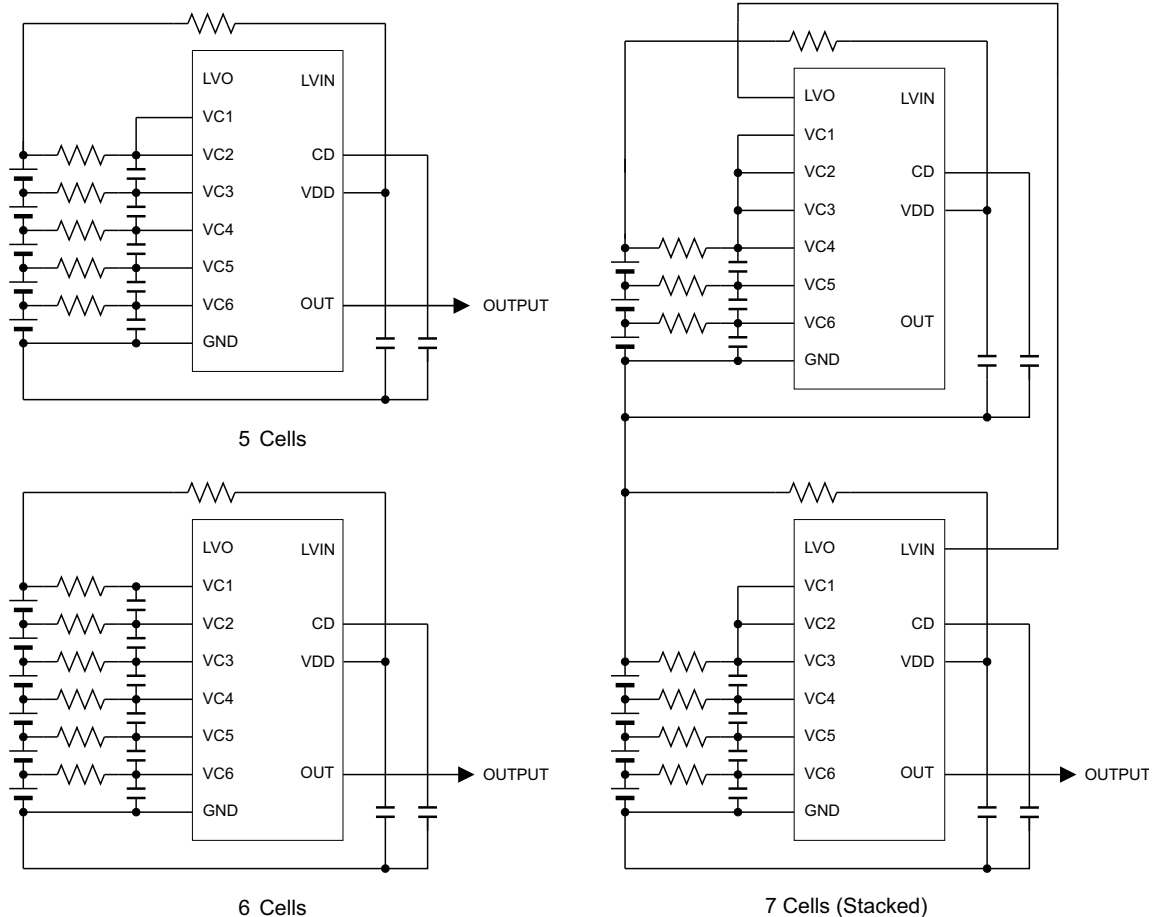 LVO LVIN
VC1
VC2 CD
VC3 VDD
VC4
VC5
VC6 OUT OUTPUT
GND
5 Cells
LVO LVIN
VC1
VC2 CD
VC3 VDD
VC4
VC5
VC6 OUT OUTPUT
GND
6 Cells
LVO LVIN
VC1
VC2 CD
VC3 VDD
VC4
VC5
VC6 OUT
GND
LVO LVIN
VC1
VC2 CD
VC3 VDD
VC4
VC5
VC6 OUT OUTPUT
GND
7 Cells (Stacked)